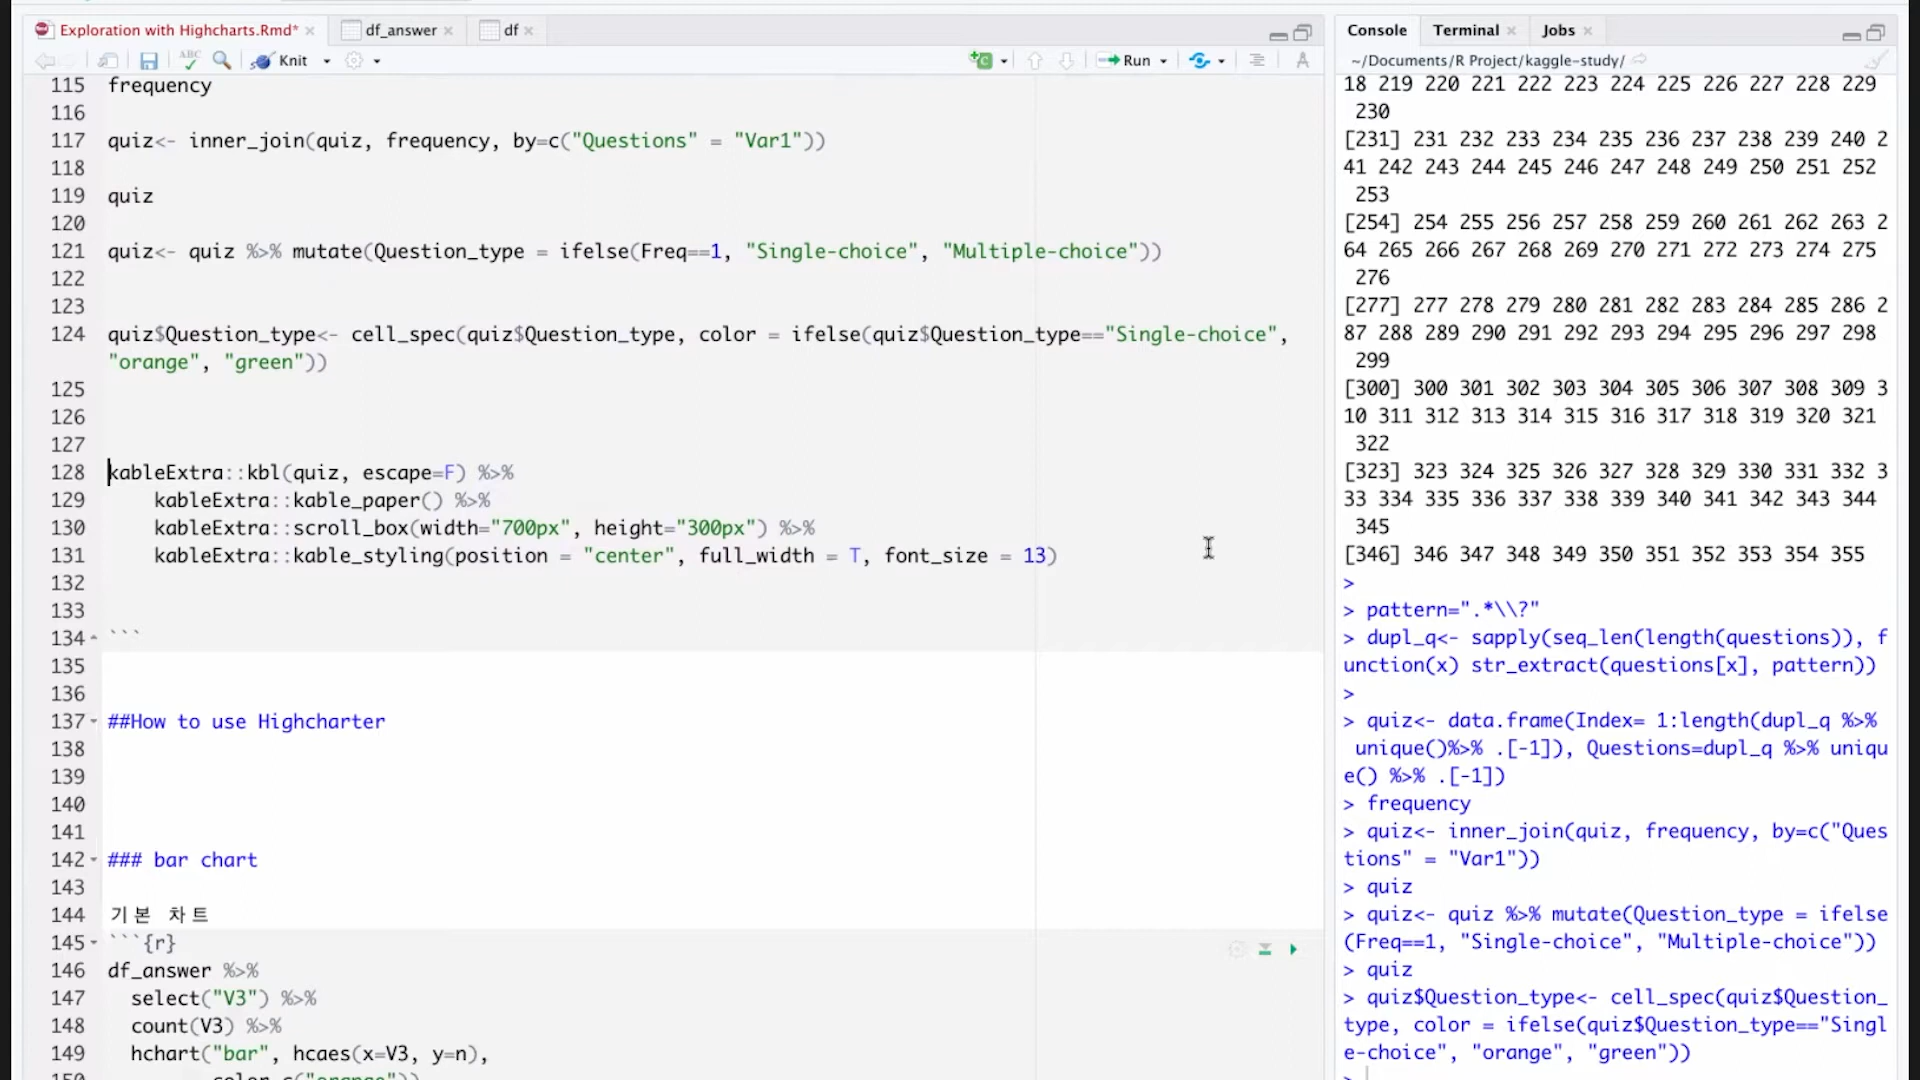 Exploration with Highcharts.Rmd* × df_answer × df ×
ABC Knit Run
115 frequency
116
117 quiz<- inner_join(quiz, frequency, by=c("Questions" = "Var1"))
118
119 quiz
120
121 quiz<- quiz %>% mutate(Question_type = ifelse(Freq==1, "Single-choice", "Multiple-choice"))
122
123
124 quiz$Question_type<- cell_spec(quiz$Question_type, color = ifelse(quiz$Question_type=="Single-choice",
"orange", "green"))
125
126
127
128 kableExtra::kbl(quiz, escape=F) %>%
129 kableExtra::kable_paper() %>%
130 kableExtra::scroll_box(width="700px", height="300px") %>%
131 kableExtra::kable_styling(position = "center", full_width = T, font_size = 13)
132
133
134 ```
135
136
137 ##How to use Highcharter
138
139
140
141
142 ### bar chart
143
144 기본 차트
145 ```{r}
146 df_answer %>%
147 select("V3") %>%
148 count(V3) %>%
149 hchart("bar", hcaes(x=V3, y=n),
150 color=c("orange"))
Console Terminal × Jobs ×
~/Documents/R Project/kaggle-study/
18 219 220 221 222 223 224 225 226 227 228 229
230
[231] 231 232 233 234 235 236 237 238 239 240 2
41 242 243 244 245 246 247 248 249 250 251 252
253
[254] 254 255 256 257 258 259 260 261 262 263 2
64 265 266 267 268 269 270 271 272 273 274 275
276
[277] 277 278 279 280 281 282 283 284 285 286 2
87 288 289 290 291 292 293 294 295 296 297 298
299
[300] 300 301 302 303 304 305 306 307 308 309 3
10 311 312 313 314 315 316 317 318 319 320 321
322
[323] 323 324 325 326 327 328 329 330 331 332 3
33 334 335 336 337 338 339 340 341 342 343 344
345
[346] 346 347 348 349 350 351 352 353 354 355
>
> pattern=".*\\?"
> dupl_q<- sapply(seq_len(length(questions)), f
unction(x) str_extract(questions[x], pattern))
>
> quiz<- data.frame(Index= 1:length(dupl_q %>%
unique()%>% .[-1]), Questions=dupl_q %>% uniqu
e() %>% .[-1])
> frequency
> quiz<- inner_join(quiz, frequency, by=c("Ques
tions" = "Var1"))
> quiz
> quiz<- quiz %>% mutate(Question_type = ifelse
(Freq==1, "Single-choice", "Multiple-choice"))
> quiz
> quiz$Question_type<- cell_spec(quiz$Question_
type, color = ifelse(quiz$Question_type=="Singl
e-choice", "orange", "green"))
>